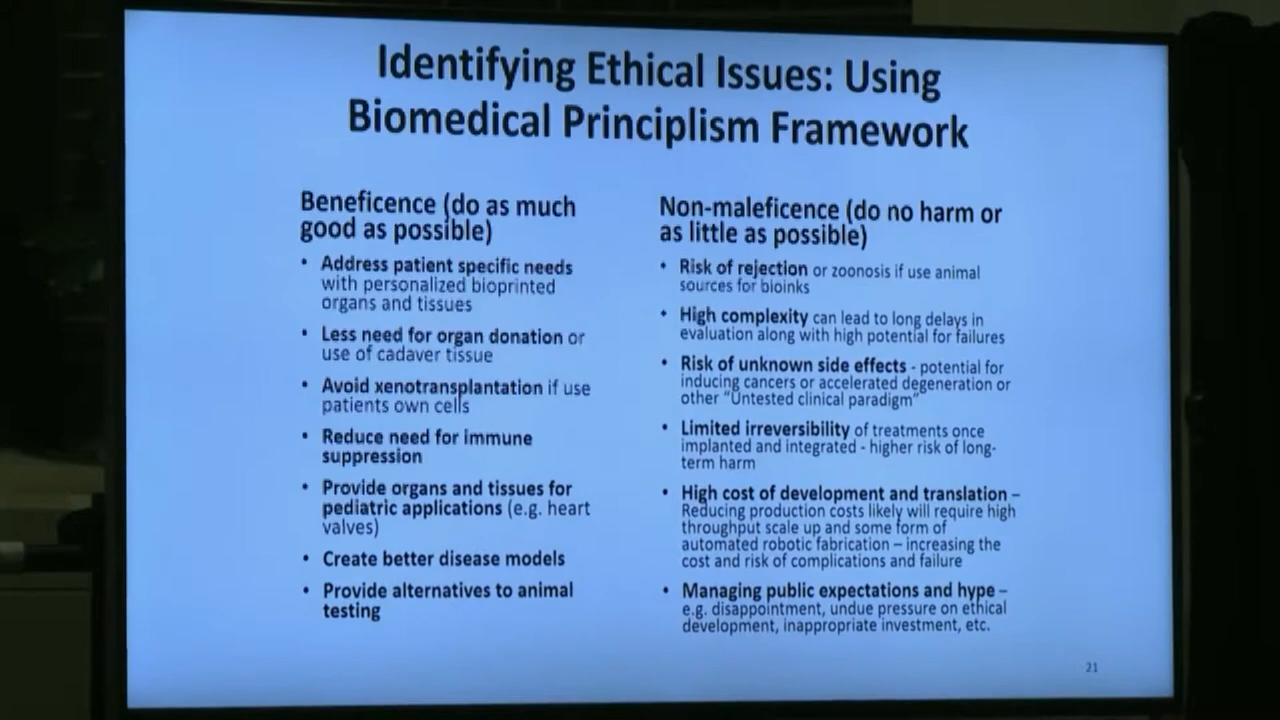 Identifying Ethical Issues: Using
Biomedical Principlism Framework
Beneficence (do as much
good as possible)
• Address patient specific needs
with personalized bioprinted
organs and tissues
• Less need for organ donation or
use of cadaver tissue
• Avoid xenotransplantation if use
patients own cells
• Reduce need for immune
suppression
• Provide organs and tissues for
pediatric applications (e.g. heart
valves)
• Create better disease models
• Provide alternatives to animal
testing
Non-maleficence (do no harm or
as little as possible)
• Risk of rejection or zoonosis if use animal
sources for bioinks
• High complexity can lead to long delays in
evaluation along with high potential for failures
• Risk of unknown side effects - potential for
inducing cancers or accelerated degeneration or
other “Untested clinical paradigm”
• Limited irreversibility of treatments once
implanted and integrated - higher risk of long-
term harm
• High cost of development and translation –
Reducing production costs likely will require high
throughput scale up and some form of
automated robotic fabrication – increasing the
cost and risk of complications and failure
• Managing public expectations and hype –
e.g. disappointment, undue pressure on ethical
development, inappropriate investment, etc.
21